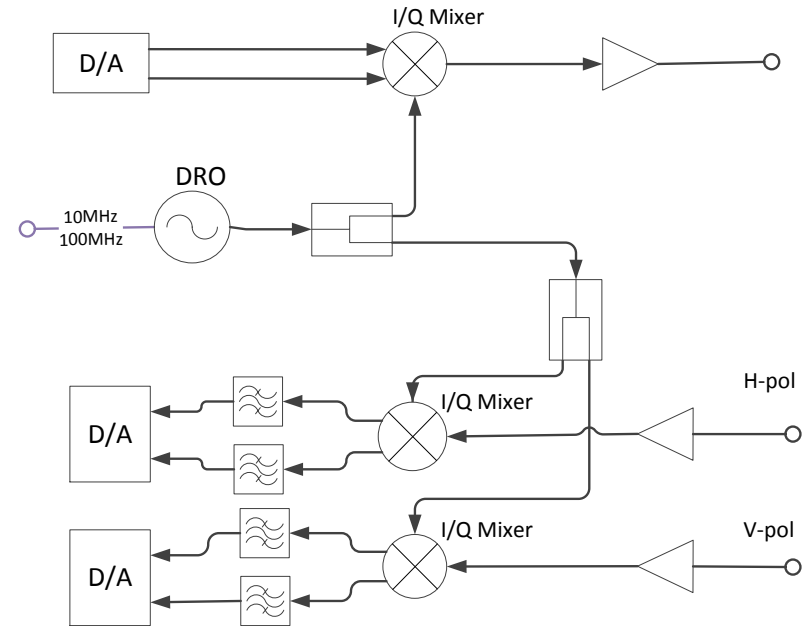 I/Q Mixer
D/A
DRO
10MHz
100MHz
H-pol
I/Q Mixer
D/A
I/Q Mixer
V-pol
D/A